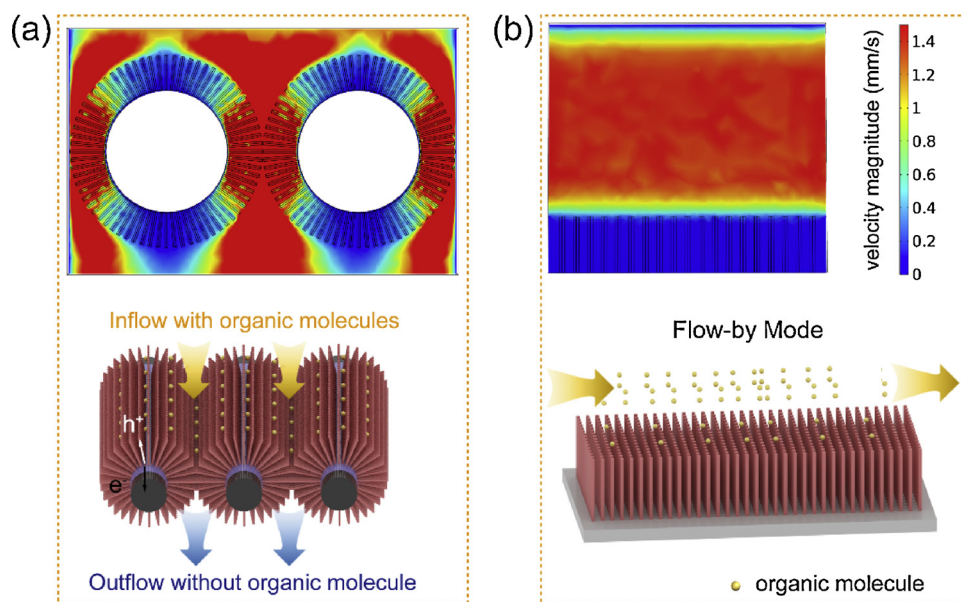 (a)
Inflow with organic molecules
h⁺
e
Outflow without organic molecule
(b)
1.4
1.2
1
0.8
0.6
0.4
0.2
0
velocity magnitude (mm/s)
Flow-by Mode
organic molecule